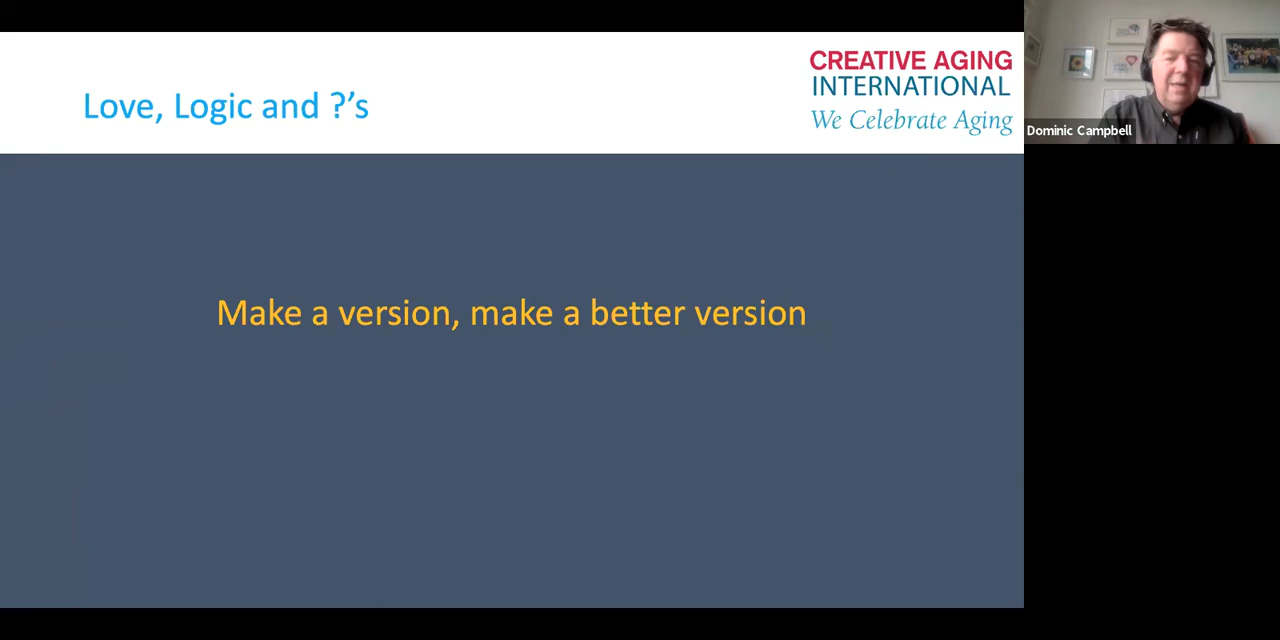 Love, Logic and ?’s
CREATIVE AGING
INTERNATIONAL
We Celebrate Aging
Dominic Campbell
Make a version, make a better version